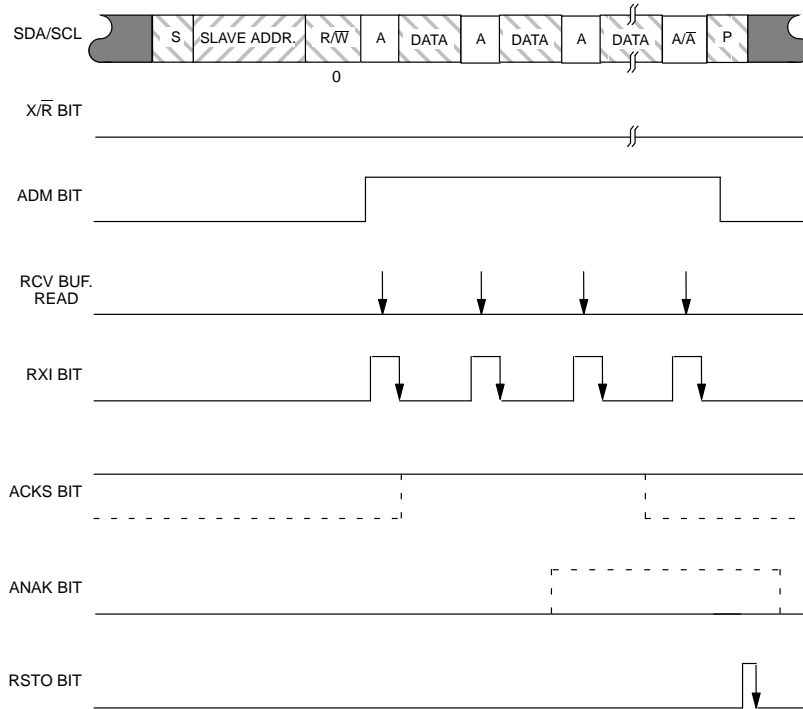 SDA/SCL S SLAVE ADDR. R/W̅ A DATA A DATA A DATA A/A̅ P
0
X/R̅ BIT
ADM BIT
RCV BUF.
READ
RXI BIT
ACKS BIT
ANAK BIT
RSTO BIT